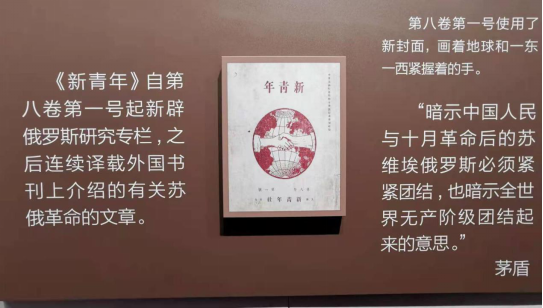 《新青年》自第
八卷第一号起新辟
俄罗斯研究专栏，之
后连续译载外国书
刊上介绍的有关苏
俄革命的文章。
年青新
社年青新
第八卷第一号使用了
新封面，画着地球和一东
一西紧握着的手。
“暗示中国人民
与十月革命后的苏
维埃俄罗斯必须紧
紧团结，也暗示全世
界无产阶级团结起
来的意思。”
茅盾